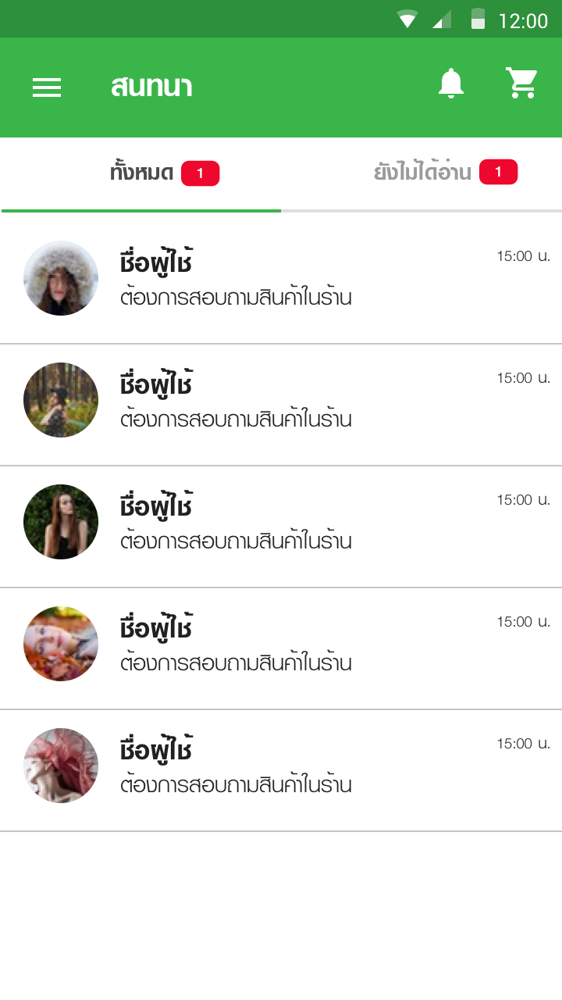 12:00
สนทนา
ทั้งหมด 1
ยังไม่ได้อ่าน 1
ชื่อผู้ใช้
15:00 น.
ต้องการสอบถามสินค้าในร้าน
ชื่อผู้ใช้
15:00 น.
ต้องการสอบถามสินค้าในร้าน
ชื่อผู้ใช้
15:00 น.
ต้องการสอบถามสินค้าในร้าน
ชื่อผู้ใช้
15:00 น.
ต้องการสอบถามสินค้าในร้าน
ชื่อผู้ใช้
15:00 น.
ต้องการสอบถามสินค้าในร้าน